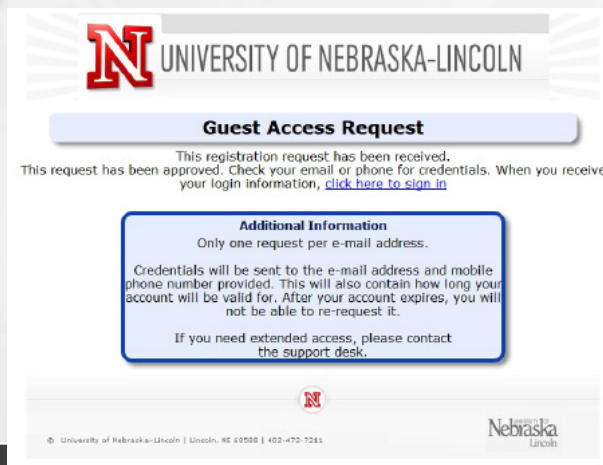 N UNIVERSITY OF NEBRASKA-LINCOLN
Guest Access Request
This registration request has been received.
This request has been approved. Check your email or phone for credentials. When you receive
your login information, click here to sign in
Additional Information
Only one request per e-mail address.
Credentials will be sent to the e-mail address and mobile
phone number provided. This will also contain how long your
account will be valid for. After your account expires, you will
not be able to re-request it.
If you need extended access, please contact
the support desk.
N
UNIVERSITY OF
Nebraska
Lincoln
© University of Nebraska-Lincoln | Lincoln, NE 68588 | 402-472-7211